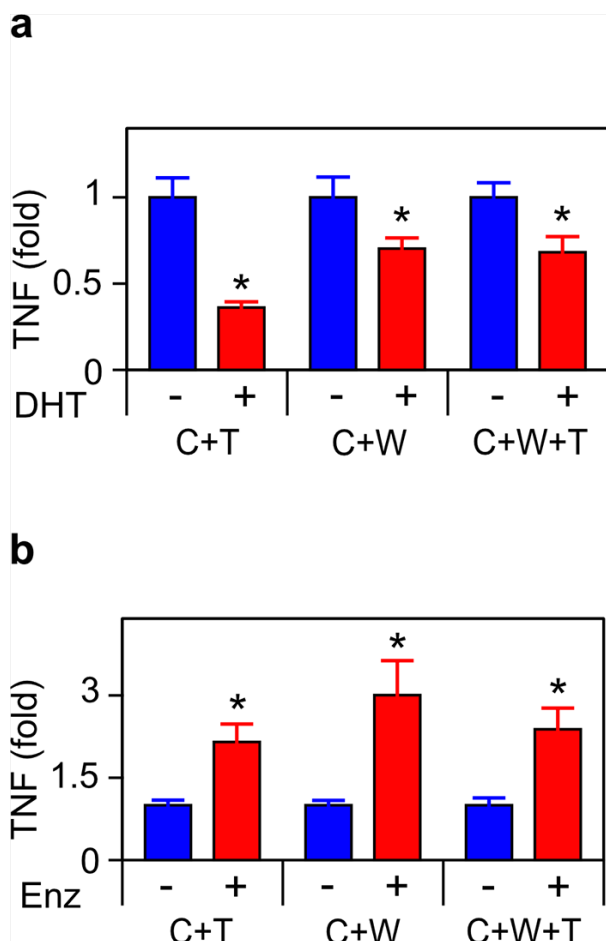 a
TNF (fold)
1
0.5
0
* * *
DHT - + - + - +
C+T C+W C+W+T
b
TNF (fold)
3
1.5
0
* * *
Enz - + - + - +
C+T C+W C+W+T